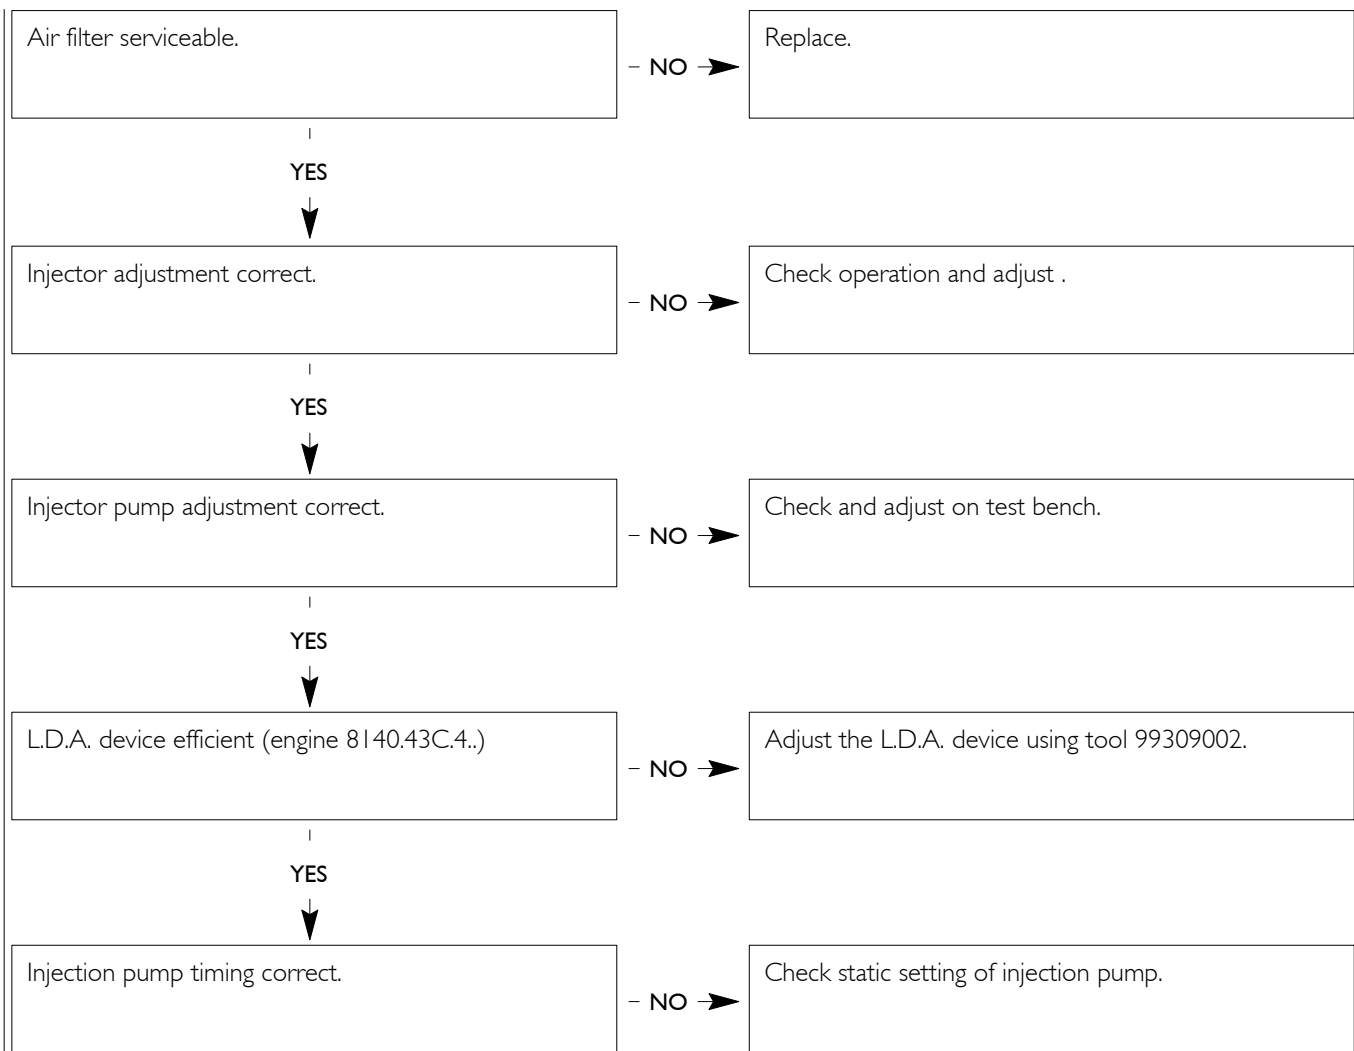 Air filter serviceable.
NO
Replace.
YES
Injector adjustment correct.
NO
Check operation and adjust .
YES
Injector pump adjustment correct.
NO
Check and adjust on test bench.
YES
L.D.A. device efficient (engine 8140.43C.4..)
NO
Adjust the L.D.A. device using tool 99309002.
YES
Injection pump timing correct.
NO
Check static setting of injection pump.